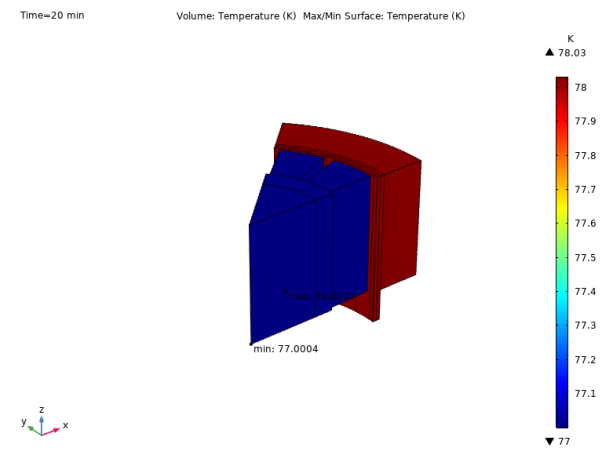 Time=20 min
Volume: Temperature (K) Max/Min Surface: Temperature (K)
K
▲ 78.03
78
77.9
77.8
77.7
77.6
77.5
77.4
77.3
77.2
77.1
▼ 77
max:
min: 77.0004
z
y
x